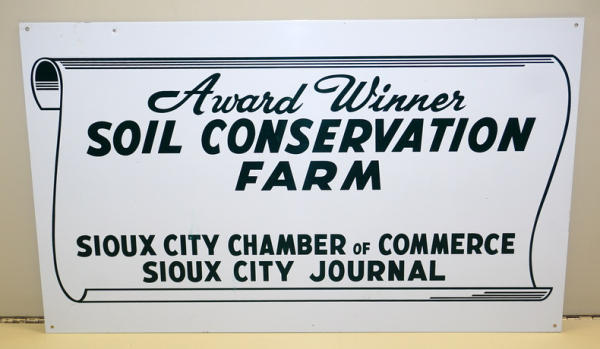 Award Winner
SOIL CONSERVATION
FARM
SIOUX CITY CHAMBER OF COMMERCE
SIOUX CITY JOURNAL